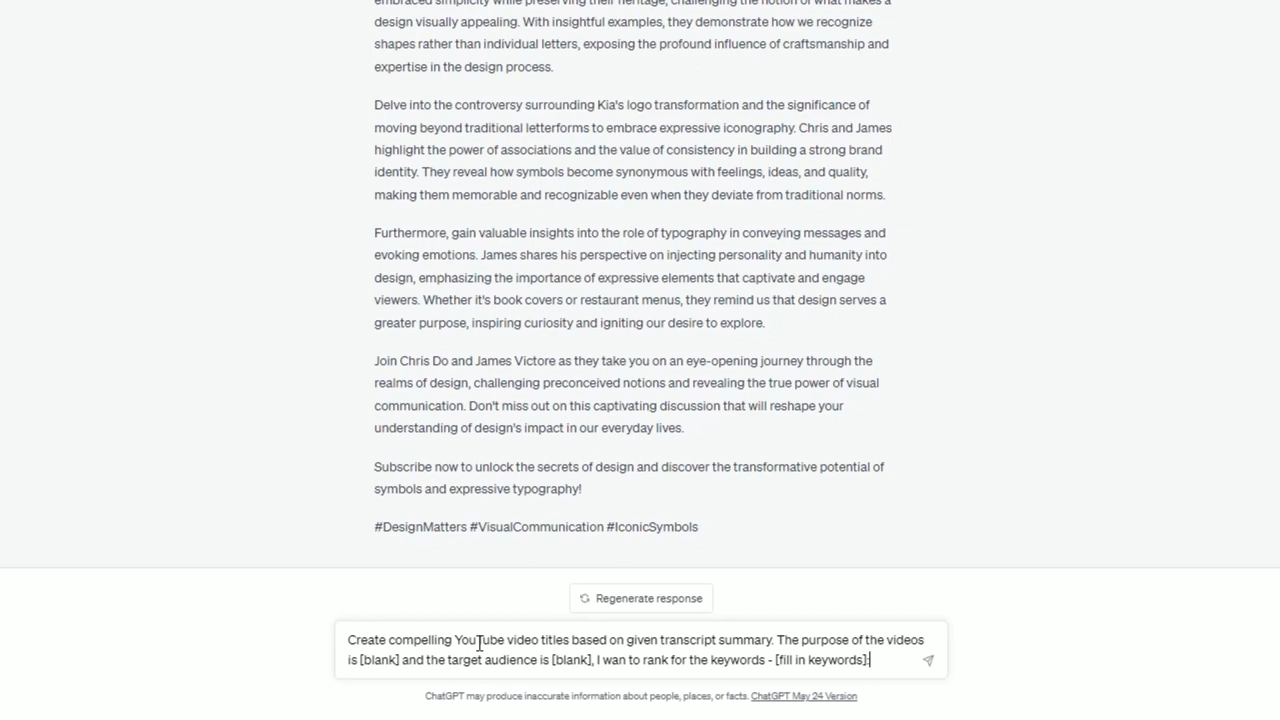 embraced simplicity while preserving their heritage, challenging the notion of what makes a
design visually appealing. With insightful examples, they demonstrate how we recognize
shapes rather than individual letters, exposing the profound influence of craftsmanship and
expertise in the design process.
Delve into the controversy surrounding Kia's logo transformation and the significance of
moving beyond traditional letterforms to embrace expressive iconography. Chris and James
highlight the power of associations and the value of consistency in building a strong brand
identity. They reveal how symbols become synonymous with feelings, ideas, and quality,
making them memorable and recognizable even when they deviate from traditional norms.
Furthermore, gain valuable insights into the role of typography in conveying messages and
evoking emotions. James shares his perspective on injecting personality and humanity into
design, emphasizing the importance of expressive elements that captivate and engage
viewers. Whether it's book covers or restaurant menus, they remind us that design serves a
greater purpose, inspiring curiosity and igniting our desire to explore.
Join Chris Do and James Victore as they take you on an eye-opening journey through the
realms of design, challenging preconceived notions and revealing the true power of visual
communication. Don't miss out on this captivating discussion that will reshape your
understanding of design's impact in our everyday lives.
Subscribe now to unlock the secrets of design and discover the transformative potential of
symbols and expressive typography!
#DesignMatters #VisualCommunication #IconicSymbols
Regenerate response
Create compelling YouTube video titles based on given transcript summary. The purpose of the videos
is [blank] and the target audience is [blank], I wan to rank for the keywords - [fill in keywords]:
ChatGPT may produce inaccurate information about people, places, or facts. ChatGPT May 24 Version